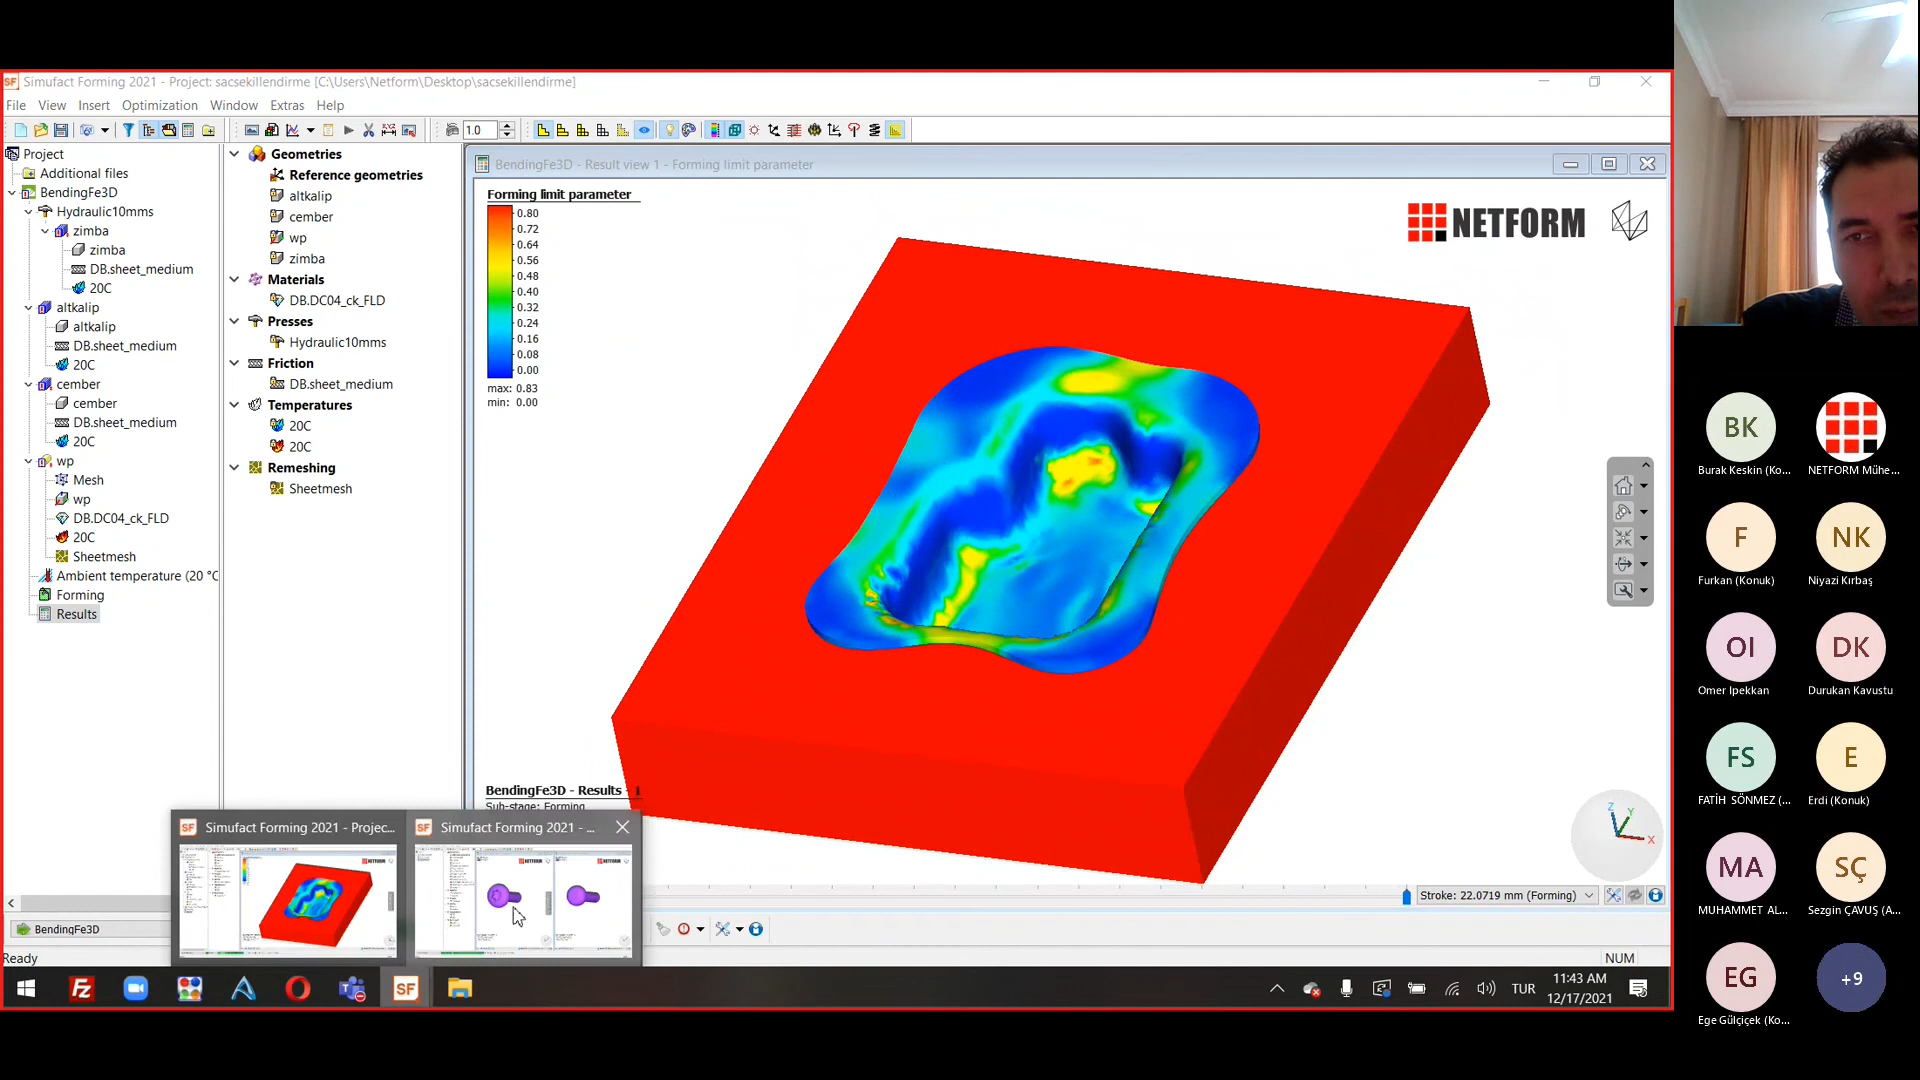 Simufact Forming 2021 - Project: sacsekillendirme [C:\Users\Netform\Desktop\sacsekillendirme]
File View Insert Optimization Window Extras Help
1.0
Project
Additional files
BendingFe3D
Hydraulic10mms
zimba
zimba
DB.sheet_medium
20C
altkalip
altkalip
DB.sheet_medium
20C
cember
cember
DB.sheet_medium
20C
wp
Mesh
wp
DB.DC04_ck_FLD
20C
Sheetmesh
Ambient temperature (20 °C
Forming
Results
Geometries
Reference geometries
altkalip
cember
wp
zimba
Materials
DB.DC04_ck_FLD
Presses
Hydraulic10mms
Friction
DB.sheet_medium
Temperatures
20C
20C
Remeshing
Sheetmesh
BendingFe3D - Result view 1 - Forming limit parameter
Forming limit parameter
0.80
0.72
0.64
0.56
0.48
0.40
0.32
0.24
0.16
0.08
0.00
max: 0.83
min: 0.00
NETFORM
Z
Y
X
BendingFe3D - Results - 1
Sub-stage: Forming
Stroke: 22.0719 mm (Forming)
Simufact Forming 2021 - Projec...
Simufact Forming 2021 - ...
BendingFe3D
Ready
NUM
TUR
11:43 AM
12/17/2021
BK
Burak Keskin (Ko...
NETFORM Mühe...
F
Furkan (Konuk)
NK
Niyazi Kırbaş
OI
Omer Ipekkan
DK
Durukan Kavustu
FS
FATİH SÖNMEZ (...
E
Erdi (Konuk)
MA
MUHAMMET AL...
SÇ
Sezgin ÇAVUŞ (A...
EG
Ege Gülçiçek (Ko...
+9